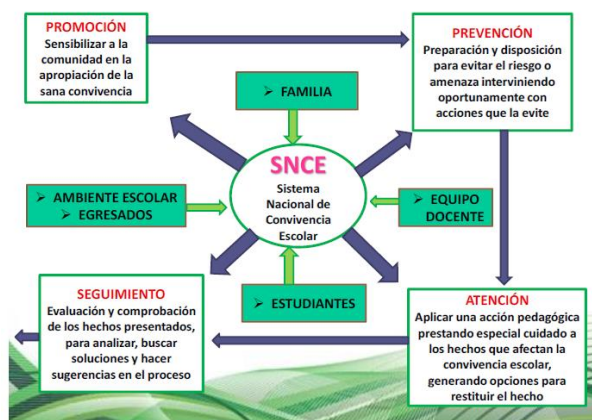 PROMOCIÓN
Sensibilizar a la
comunidad en la
apropiación de la
sana convivencia
PREVENCIÓN
Preparación y disposición
para evitar el riesgo o
amenaza interviniendo
oportunamente con
acciones que la evite
➢ FAMILIA
SNCE
Sistema
Nacional de
Convivencia
Escolar
➢ AMBIENTE ESCOLAR
➢ EGRESADOS
➢ EQUIPO
DOCENTE
➢ ESTUDIANTES
SEGUIMIENTO
Evaluación y comprobación
de los hechos presentados,
para analizar, buscar
soluciones y hacer
sugerencias en el proceso
ATENCIÓN
Aplicar una acción pedagógica
prestando especial cuidado a
los hechos que afectan la
convivencia escolar,
generando opciones para
restituir el hecho